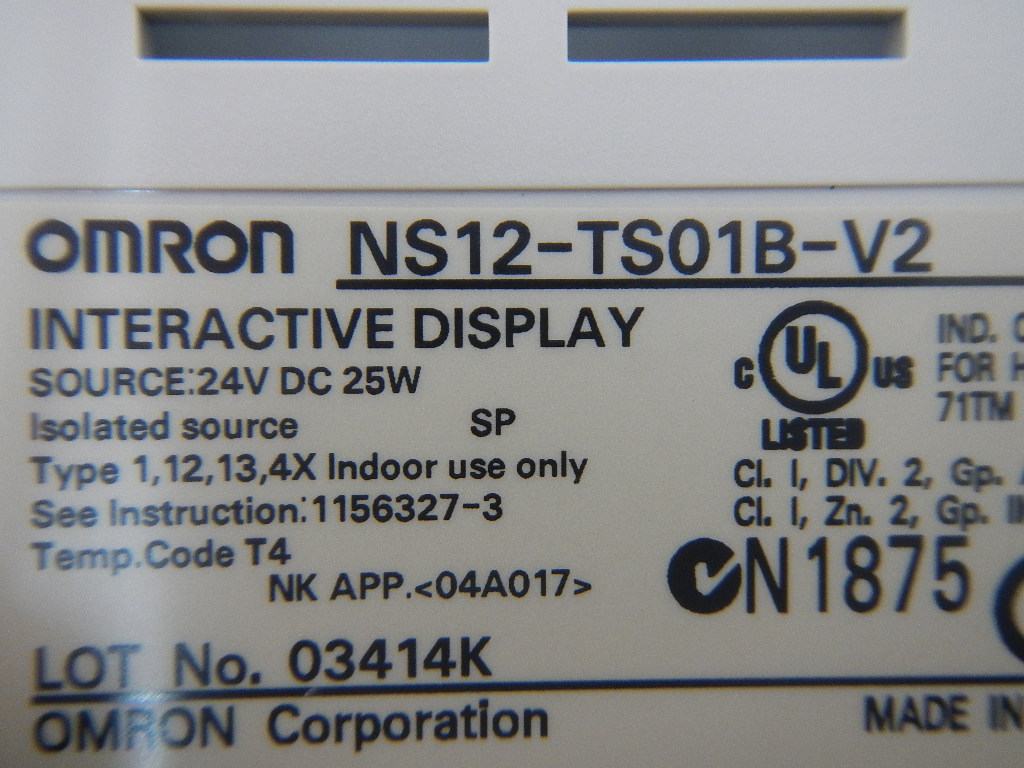 OMRON NS12-TS01B-V2
INTERACTIVE DISPLAY
SOURCE:24V DC 25W
Isolated source SP
Type 1,12,13,4X Indoor use only
See Instruction:1156327-3
Temp.Code T4
NK APP.<04A017>
C UL US
LISTED
IND.
FOR
71TM
Cl. I, DIV. 2, Gp.
Cl. I, Zn. 2, Gp.
N1875
LOT No. 03414K
OMRON Corporation
MADE IN